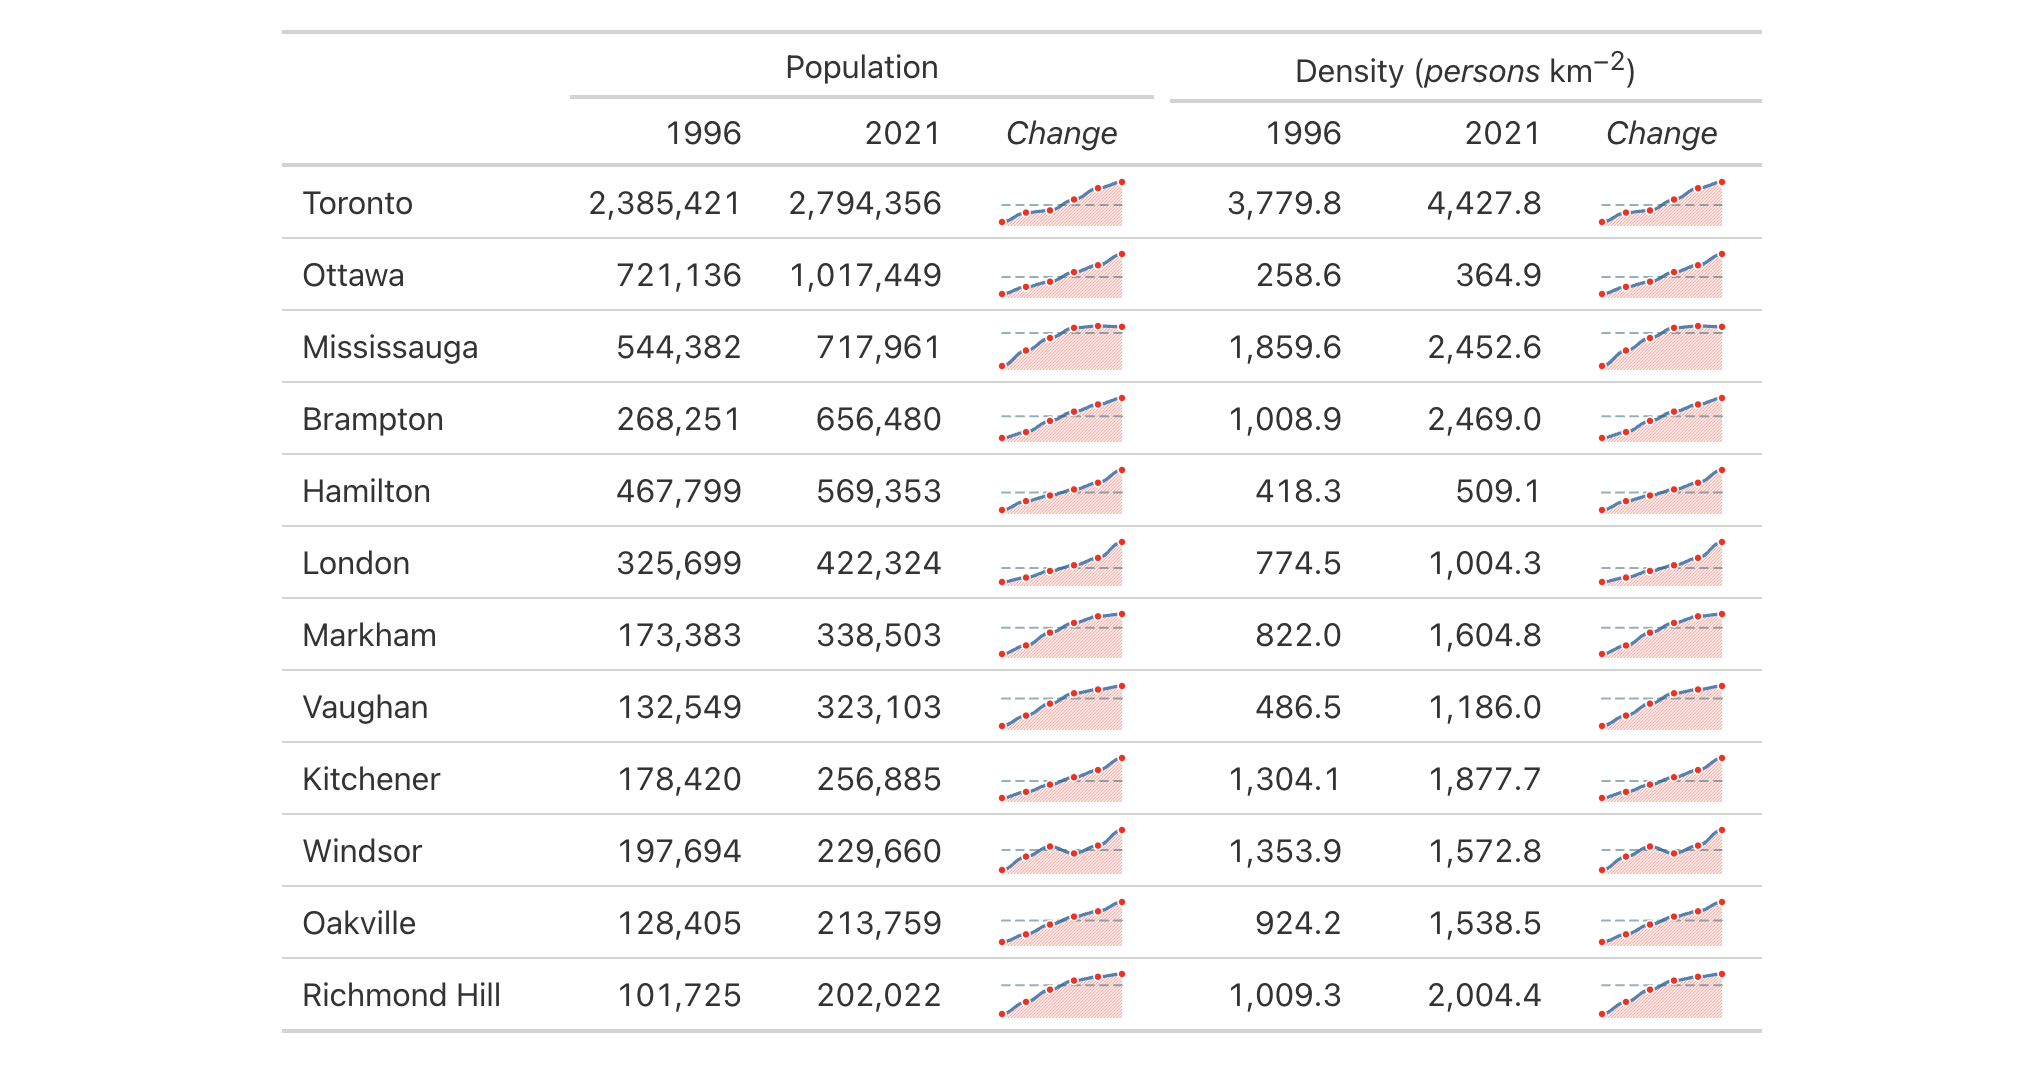 Population Density (persons km−2)
1996 2021 Change 1996 2021 Change
Toronto 2,385,421 2,794,356 3,779.8 4,427.8
Ottawa 721,136 1,017,449 258.6 364.9
Mississauga 544,382 717,961 1,859.6 2,452.6
Brampton 268,251 656,480 1,008.9 2,469.0
Hamilton 467,799 569,353 418.3 509.1
London 325,699 422,324 774.5 1,004.3
Markham 173,383 338,503 822.0 1,604.8
Vaughan 132,549 323,103 486.5 1,186.0
Kitchener 178,420 256,885 1,304.1 1,877.7
Windsor 197,694 229,660 1,353.9 1,572.8
Oakville 128,405 213,759 924.2 1,538.5
Richmond Hill 101,725 202,022 1,009.3 2,004.4